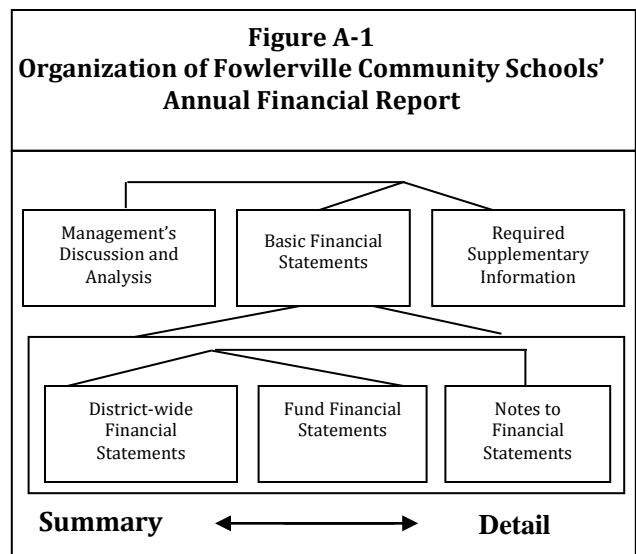 Figure A-1
Organization of Fowlerville Community Schools’
Annual Financial Report
Management’s
Discussion and
Analysis
Basic Financial
Statements
Required
Supplementary
Information
District-wide
Financial
Statements
Fund Financial
Statements
Notes to
Financial
Statements
Summary
Detail